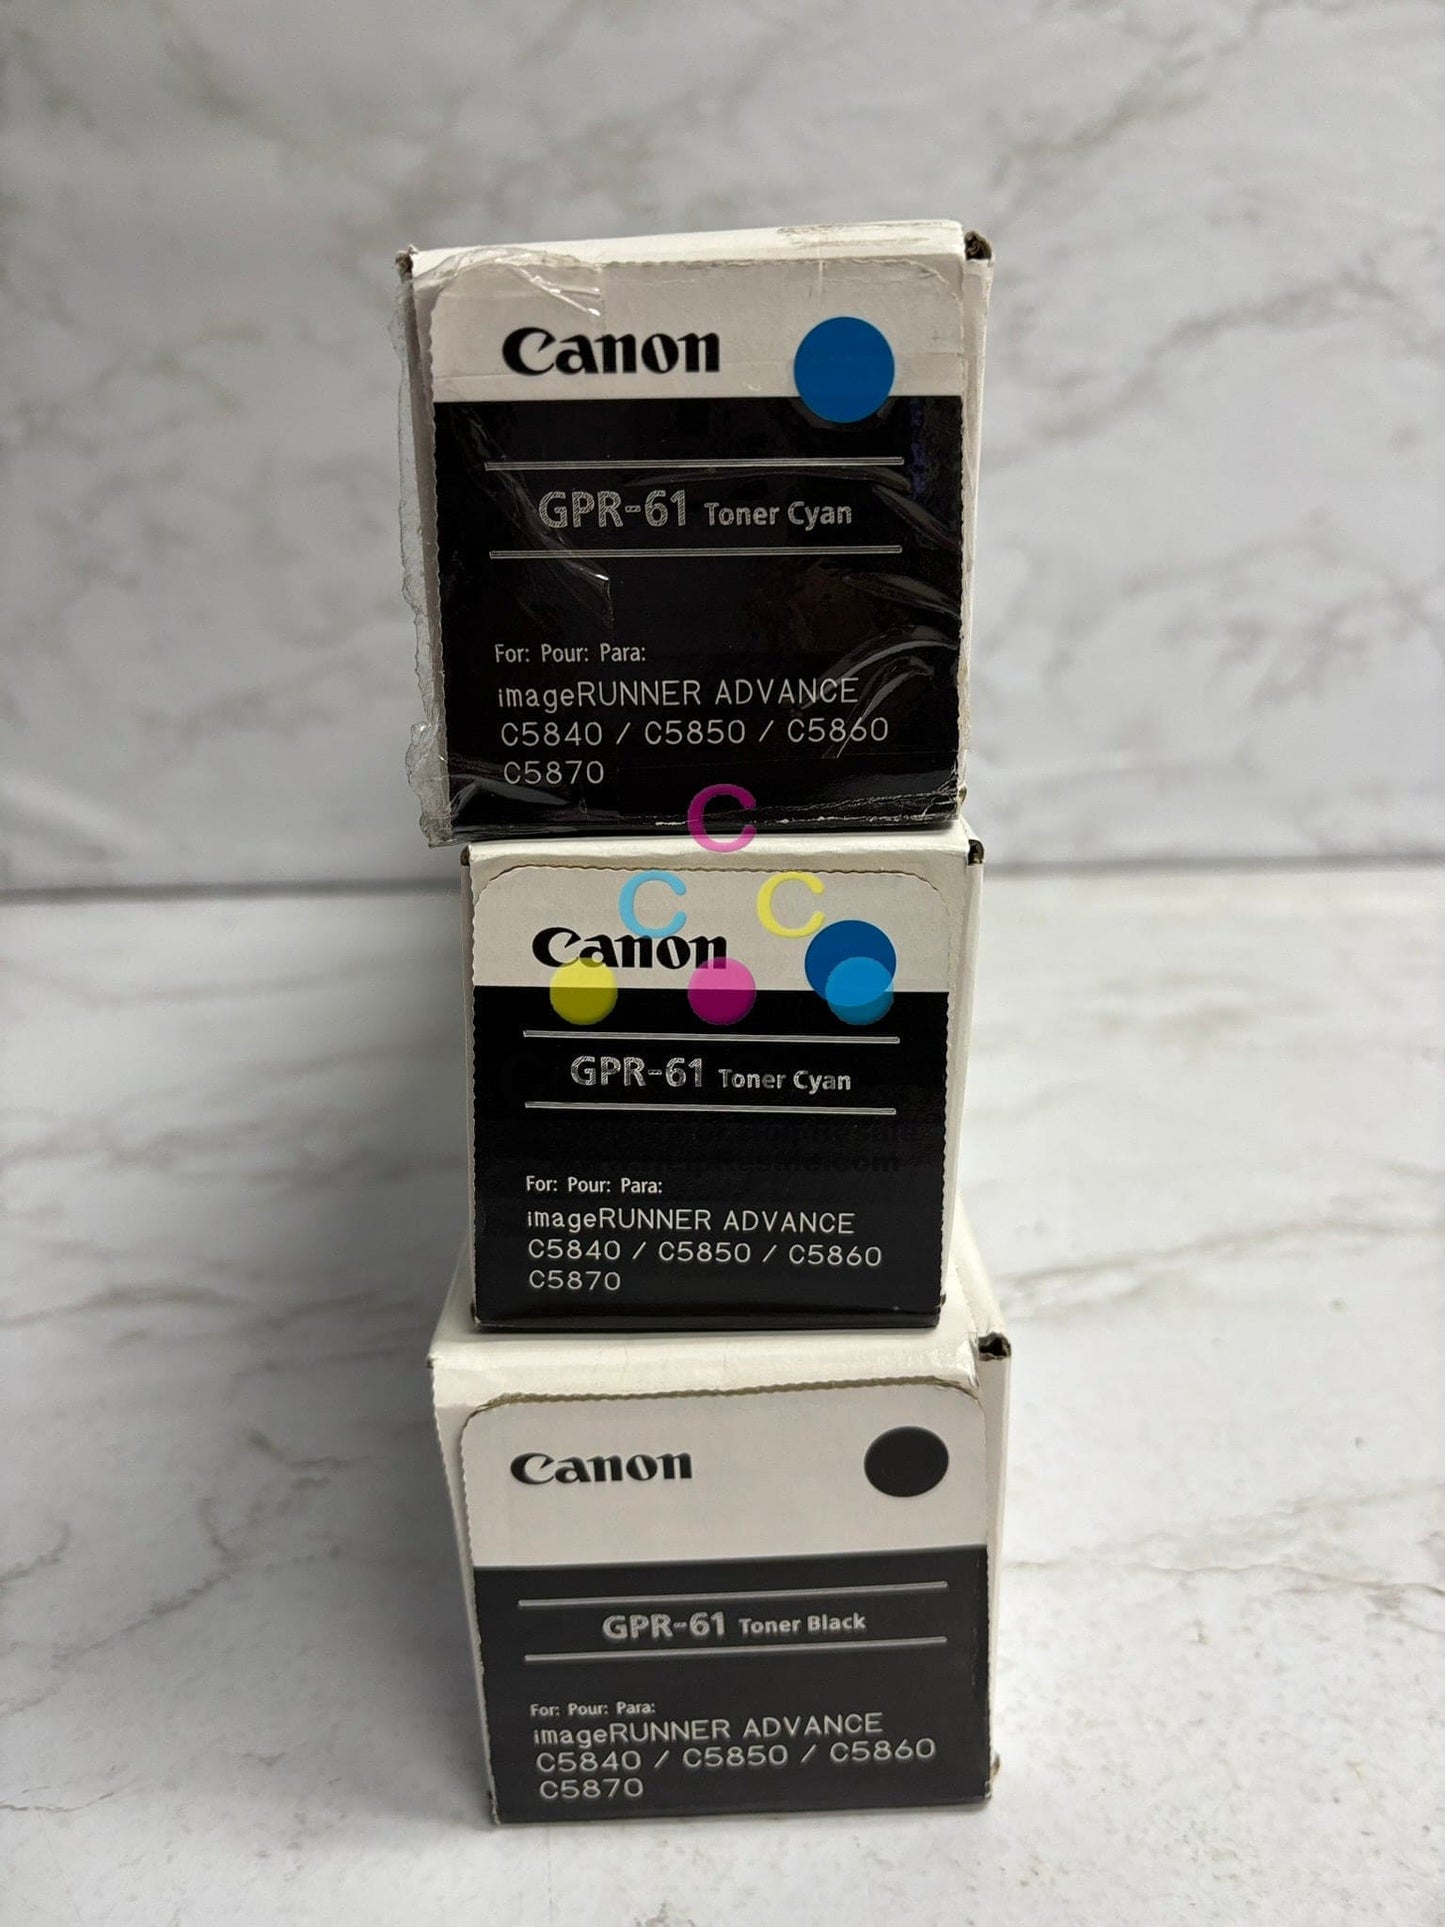 Canon
GPR-61 Toner Cyan
For: Pour: Para:
imageRUNNER ADVANCE
C5840 / C5850 / C5860
C5870
C
C C
Canon
GPR-61 Toner Cyan
For: Pour: Para:
imageRUNNER ADVANCE
C5840 / C5850 / C5860
C5870
Canon
GPR-61 Toner Black
For: Pour: Para:
imageRUNNER ADVANCE
C5840 / C5850 / C5860
C5870